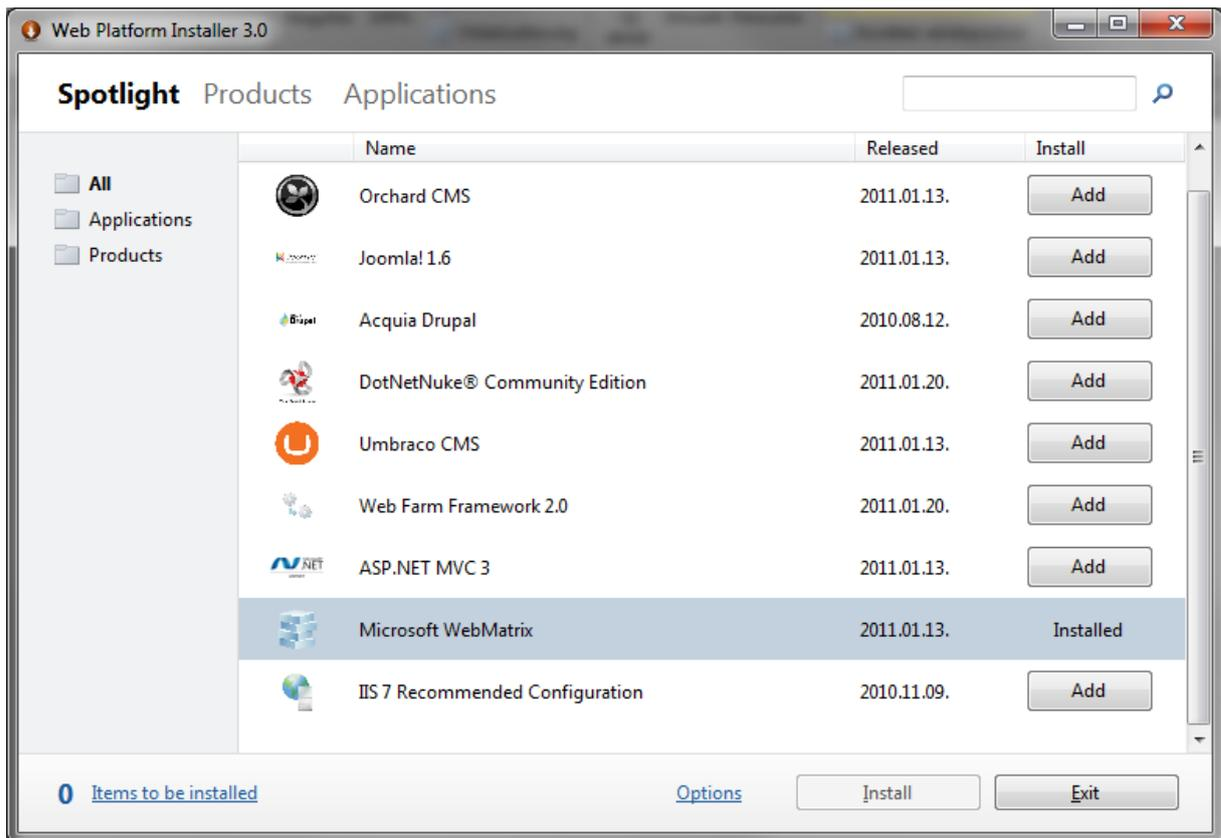 Web Platform Installer 3.0
Spotlight Products Applications
All
Applications
Products
Name Released Install
Orchard CMS 2011.01.13. Add
Joomla! 1.6 2011.01.13. Add
Drupal Acquia Drupal 2010.08.12. Add
DotNetNuke® Community Edition 2011.01.20. Add
Umbraco CMS 2011.01.13. Add
Web Farm Framework 2.0 2011.01.20. Add
.NET ASP.NET MVC 3 2011.01.13. Add
Microsoft WebMatrix 2011.01.13. Installed
IIS 7 Recommended Configuration 2010.11.09. Add
0 Items to be installed Options Install Exit